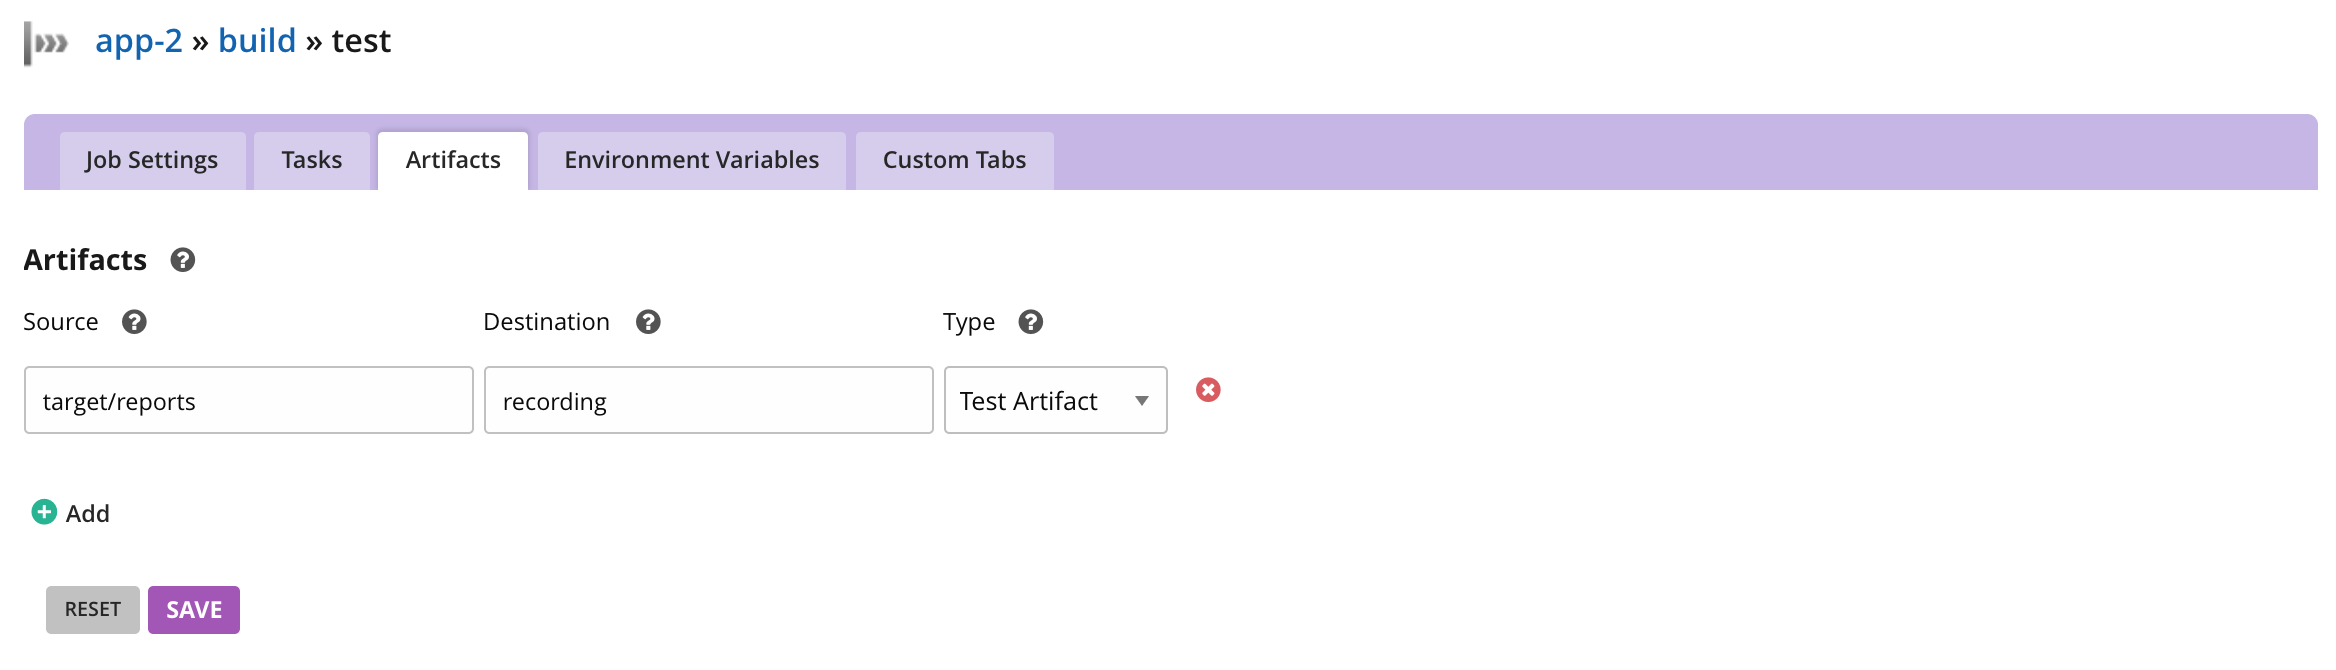 app-2 » build » test
Job Settings Tasks Artifacts Environment Variables Custom Tabs
Artifacts ?
Source ? Destination ? Type ?
target/reports recording Test Artifact
Add
RESET SAVE